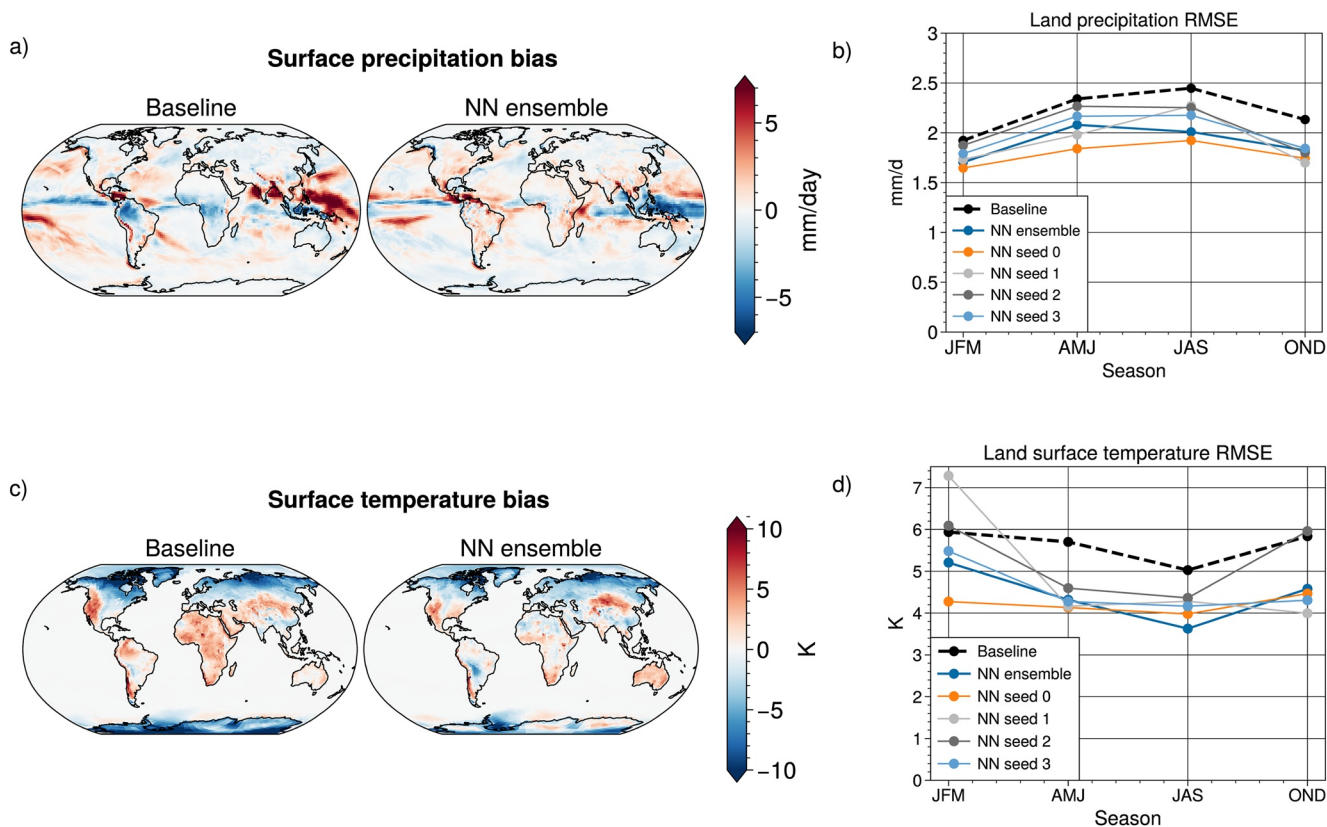 a)
Surface precipitation bias
Baseline
NN ensemble
5
0
−5
mm/day
b)
Land precipitation RMSE
3
2.5
2
1.5
1
0.5
0
mm/d
Baseline
NN ensemble
NN seed 0
NN seed 1
NN seed 2
NN seed 3
JFM
AMJ
JAS
OND
Season
c)
Surface temperature bias
Baseline
NN ensemble
10
5
0
−5
−10
K
d)
Land surface temperature RMSE
7
6
5
4
3
2
1
0
K
Baseline
NN ensemble
NN seed 0
NN seed 1
NN seed 2
NN seed 3
JFM
AMJ
JAS
OND
Season